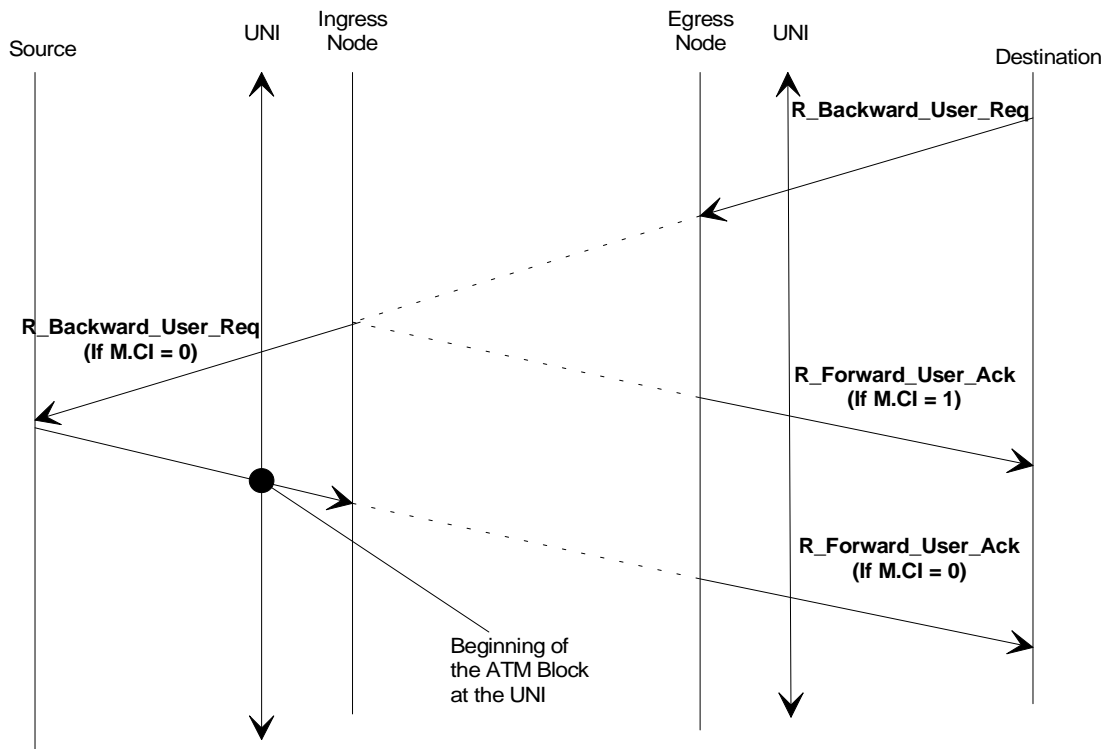 Source
UNI
Ingress
Node
Egress
Node
UNI
Destination
R_Backward_User_Req
R_Backward_User_Req
(If M.CI = 0)
R_Forward_User_Ack
(If M.CI = 1)
R_Forward_User_Ack
(If M.CI = 0)
Beginning of
the ATM Block
at the UNI